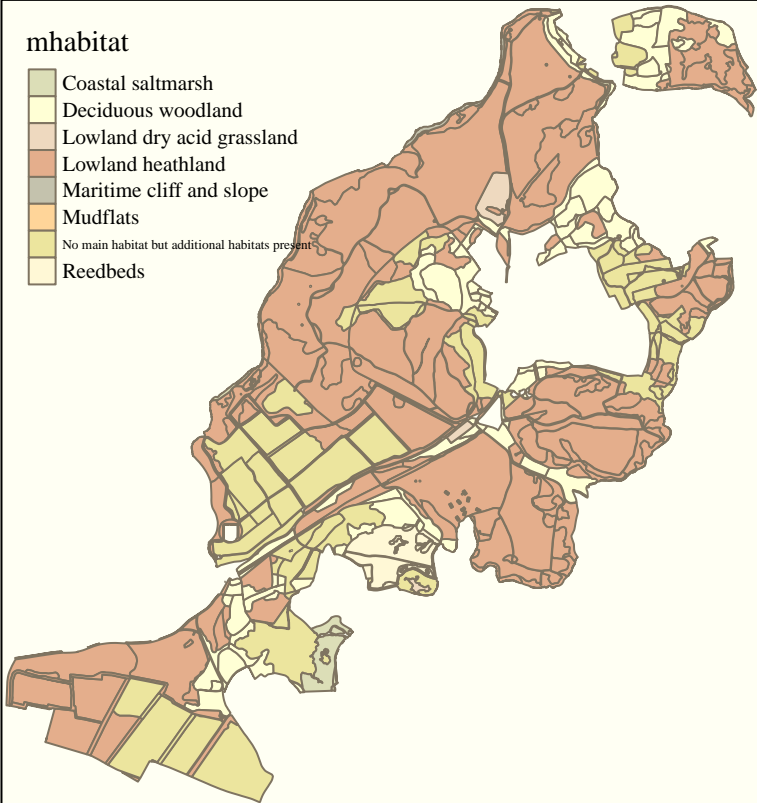 mhabitat
Coastal saltmarsh
Deciduous woodland
Lowland dry acid grassland
Lowland heathland
Maritime cliff and slope
Mudflats
No main habitat but additional habitats present
Reedbeds